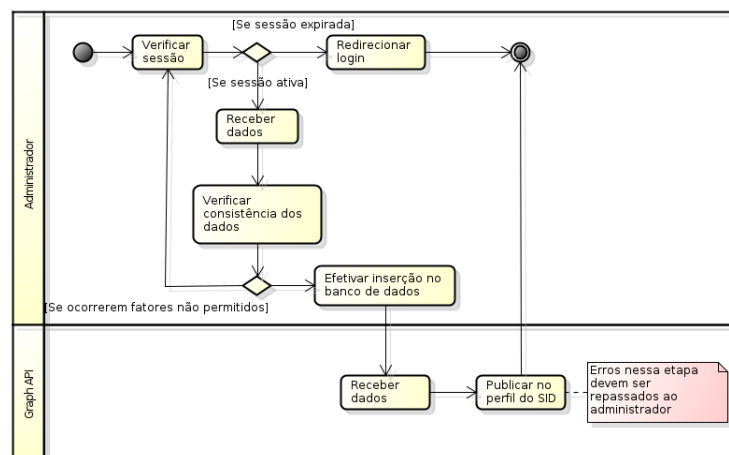 [Se sessão expirada]
Verificar
sessão
Redirecionar
login
[Se sessão ativa]
Receber
dados
Administrador
Verificar
consistência dos
dados
Efetivar inserção no
banco de dados
[Se ocorrerem fatores não permitidos]
Graph API
Receber
dados
Publicar no
perfil do SID
Erros nessa etapa
devem ser
repassados ao
administrador